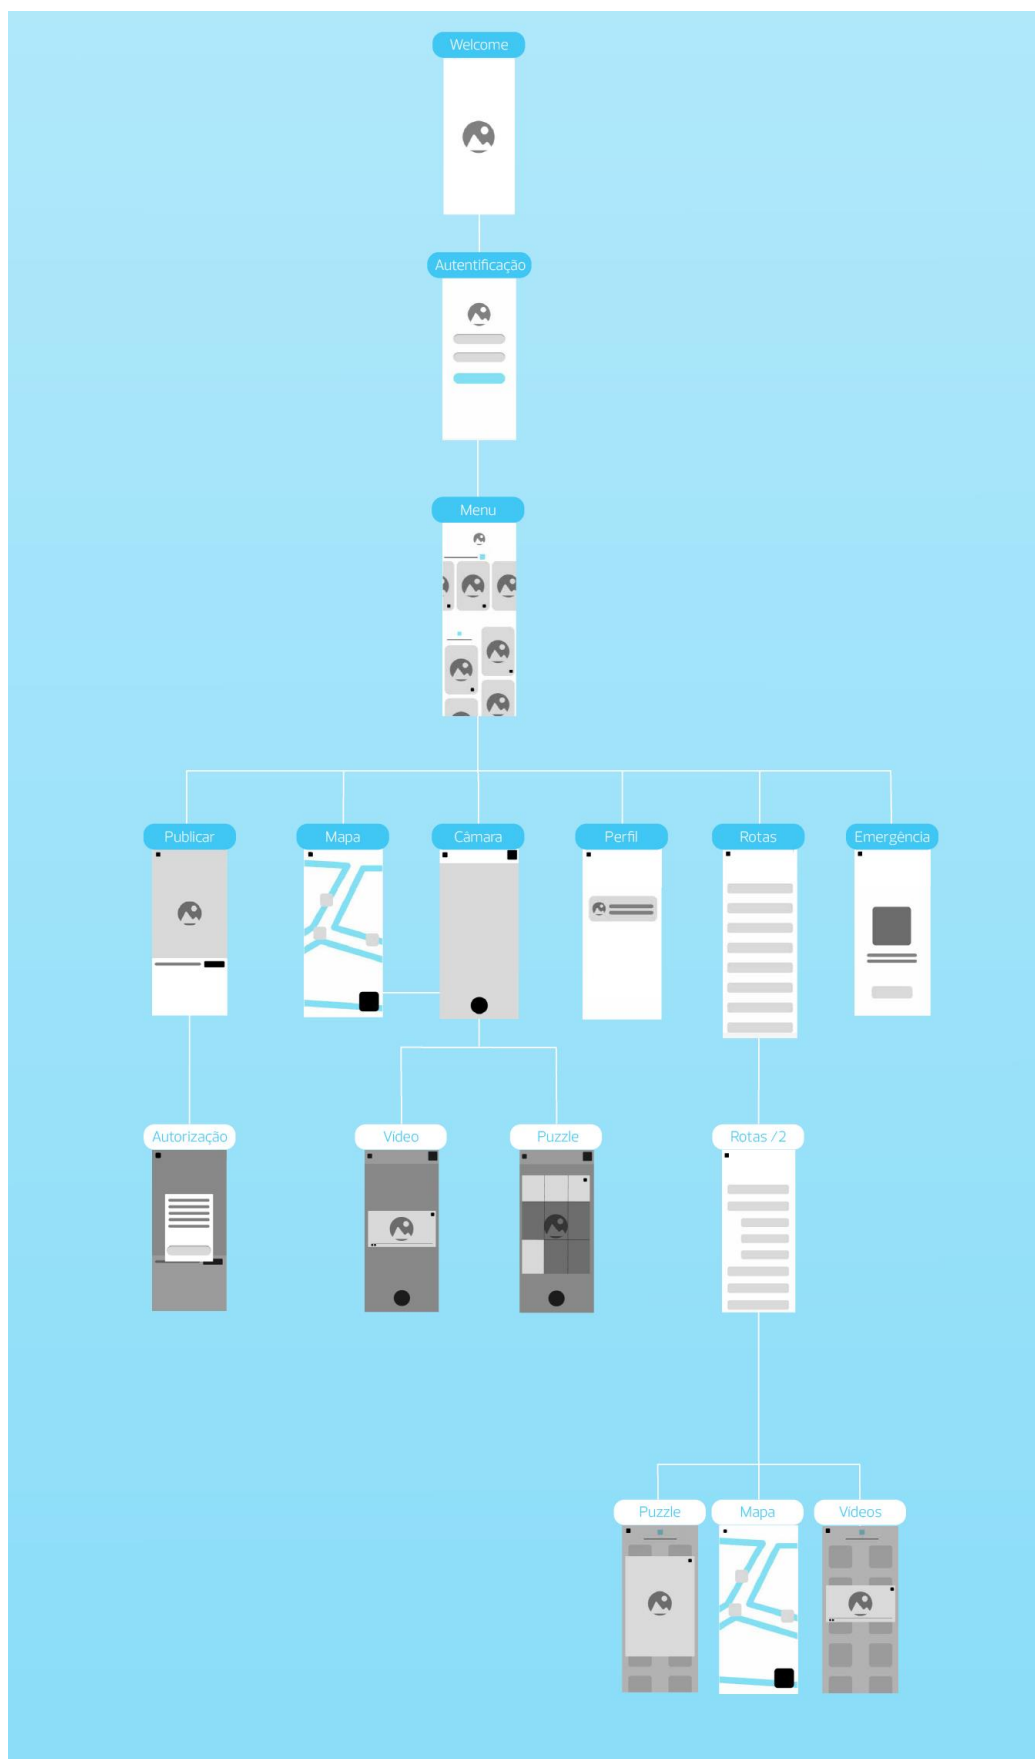 Welcome
Autentificação
Menu
Publicar
Mapa
Câmara
Perfil
Rotas
Emergência
Autorização
Vídeo
Puzzle
Rotas /2
Puzzle
Mapa
Vídeos